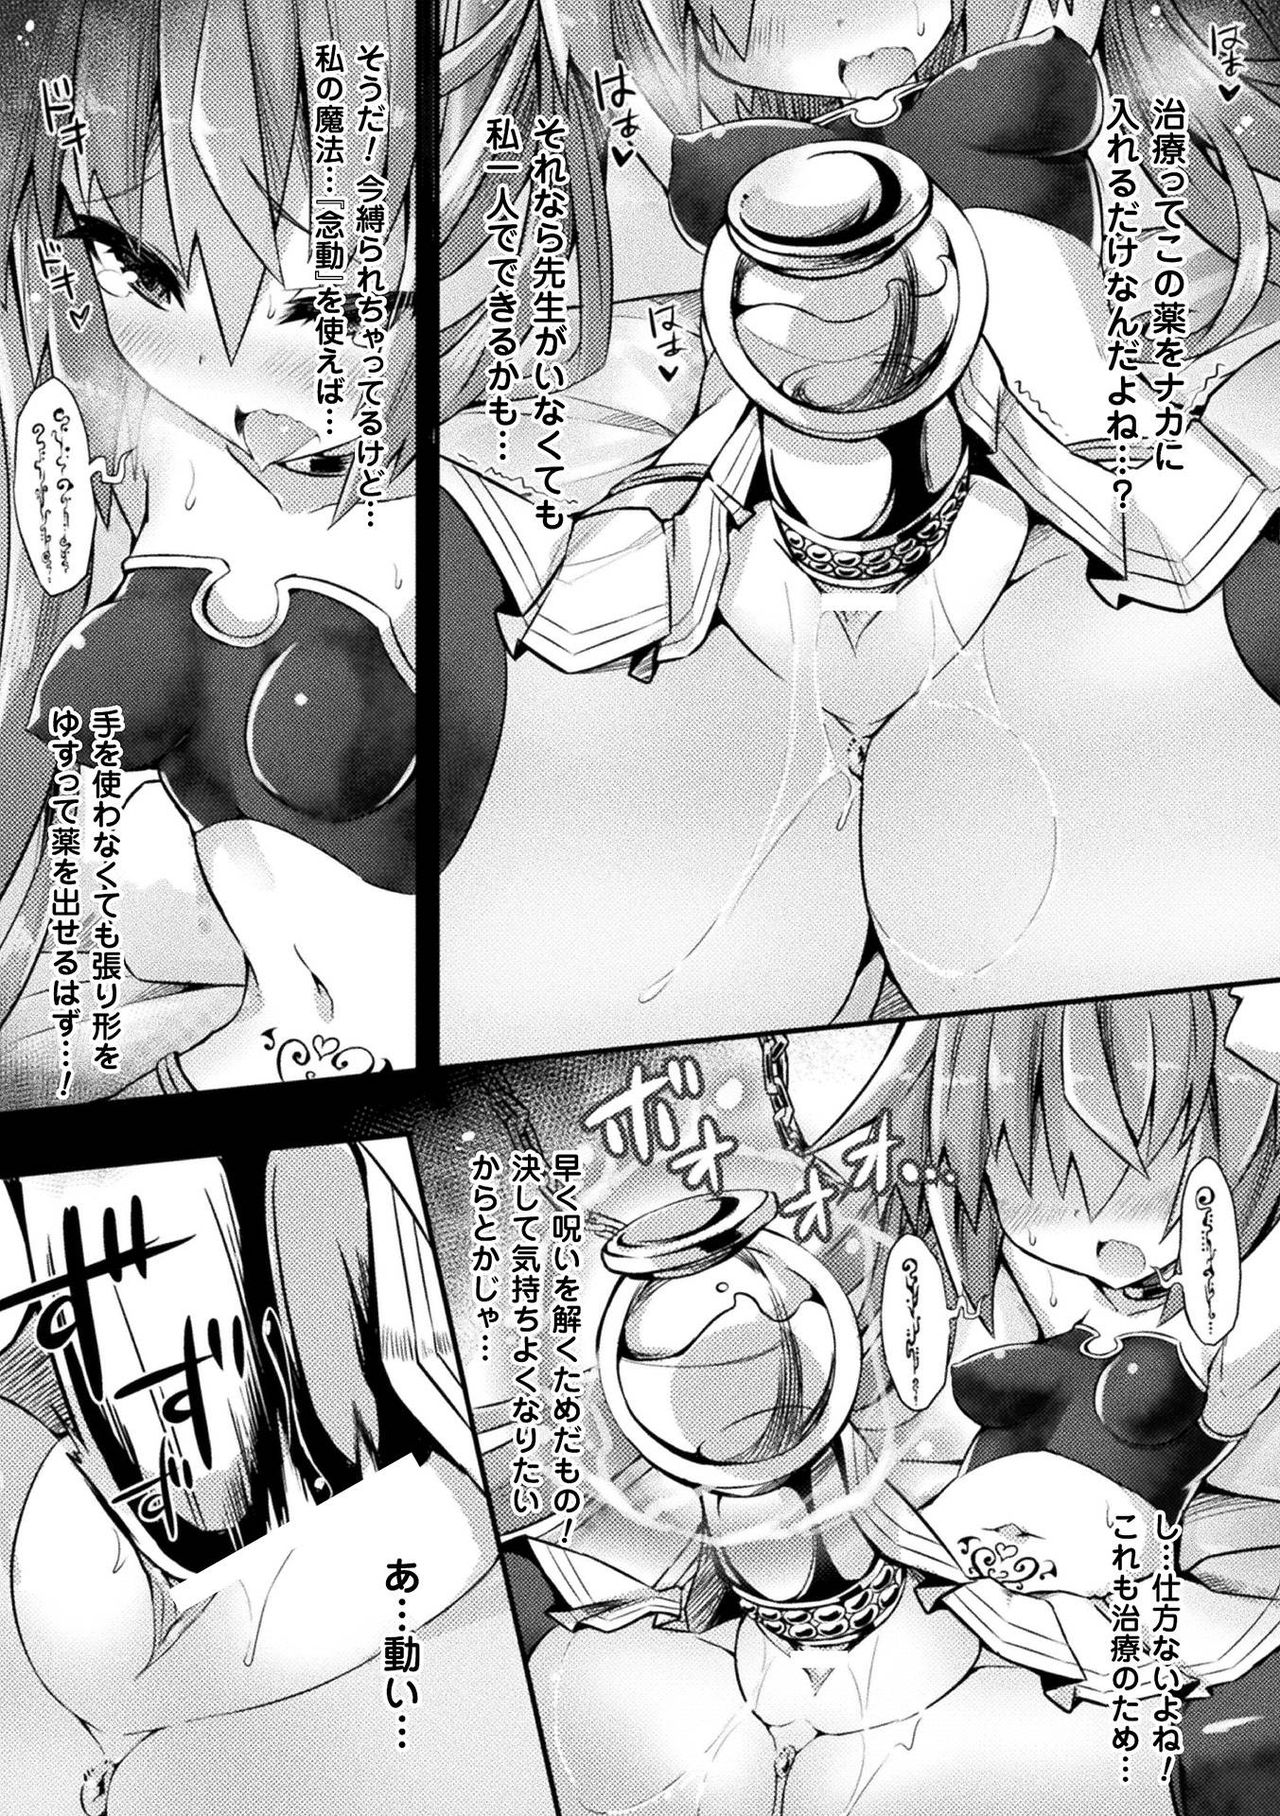 治療ってこの薬をナカに
入れるだけなんだよね…？
はぁ
はぁ
はぁ
それなら先生がいなくても
私一人でできるかも…
そうだ！今縛られちゃってるけど…
私の魔法…『念動』を使えば…
ドキ
ドキ
手を使わなくても張り形を
ゆすって薬を出せるはず……！
し…仕方ないよね！
これも治療のため…
ボォオオオ…
早く呪いを解くためだもの！
決して気持ちよくなりたい
からとかじゃ…
ずず
ずず
ずず
あ…動い…